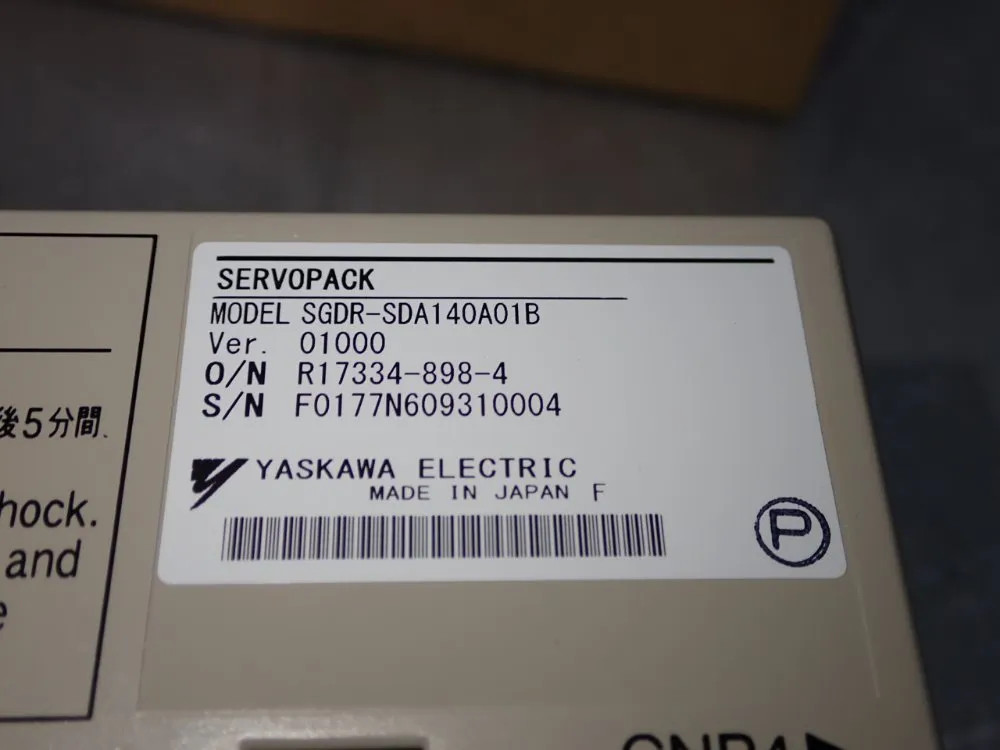 SERVOPACK
MODEL SGDR-SDA140A01B
Ver. 01000
O/N R17334-898-4
S/N F0177N609310004
YASKAWA ELECTRIC
MADE IN JAPAN F
P
後5分間
hock.
and